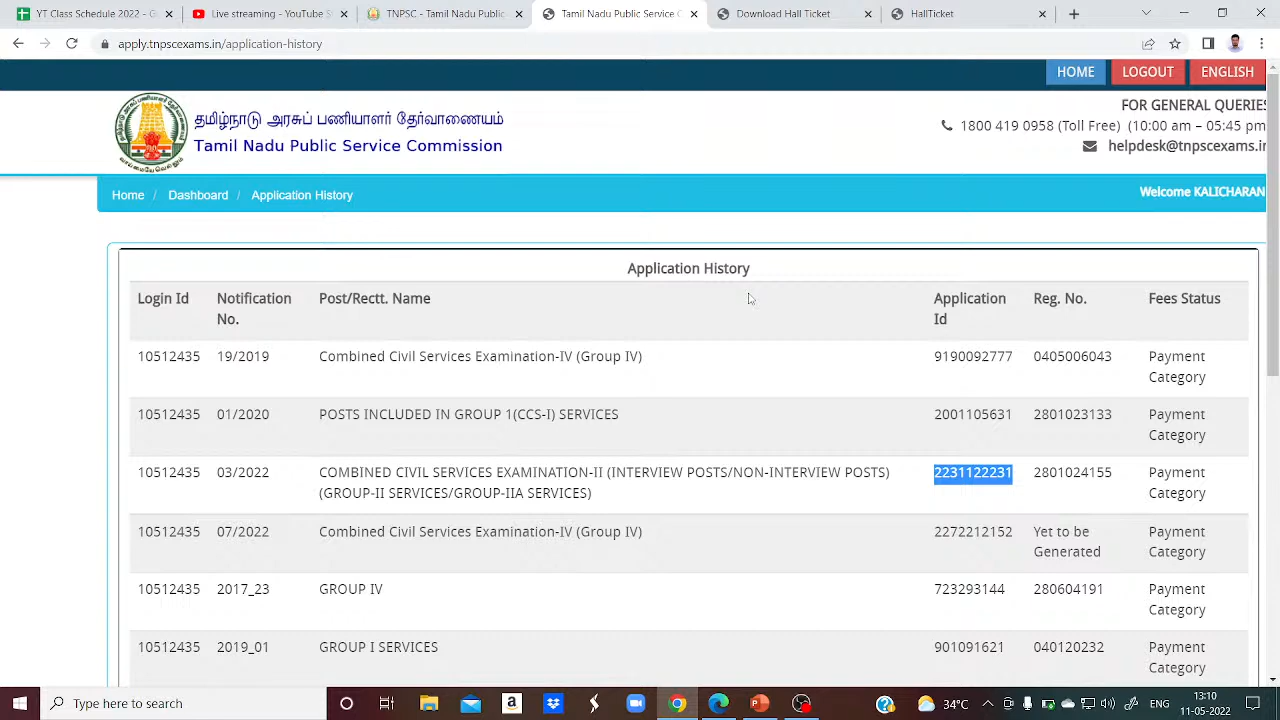 YT Class Schedule - S
YouTube Studio
TNPSC - Tamilnadu Public
Tamil Nadu Public Service C
Download Hall Ticket
HallTicket
apply.tnpscexams.in/application-history
HOME LOGOUT ENGLISH
FOR GENERAL QUERIES
தமிழ்நாடு அரசுப் பணியாளர் தேர்வாணையம்
1800 419 0958 (Toll Free) (10:00 am – 05:45 pm
Tamil Nadu Public Service Commission
helpdesk@tnpscexams.in
Home / Dashboard / Application History
Welcome KALICHARAN
Application History
Login Id Notification No. Post/Rectt. Name Application Id Reg. No. Fees Status
10512435 19/2019 Combined Civil Services Examination-IV (Group IV) 9190092777 0405006043 Payment Category
10512435 01/2020 POSTS INCLUDED IN GROUP 1(CCS-I) SERVICES 2001105631 2801023133 Payment Category
10512435 03/2022 COMBINED CIVIL SERVICES EXAMINATION-II (INTERVIEW POSTS/NON-INTERVIEW POSTS) (GROUP-II SERVICES/GROUP-IIA SERVICES) 2231122231 2801024155 Payment Category
10512435 07/2022 Combined Civil Services Examination-IV (Group IV) 2272212152 Yet to be Generated Payment Category
10512435 2017_23 GROUP IV 723293144 280604191 Payment Category
10512435 2019_01 GROUP I SERVICES 901091621 040120232 Payment Category
Type here to search
34°C
13:10
11-05-2022